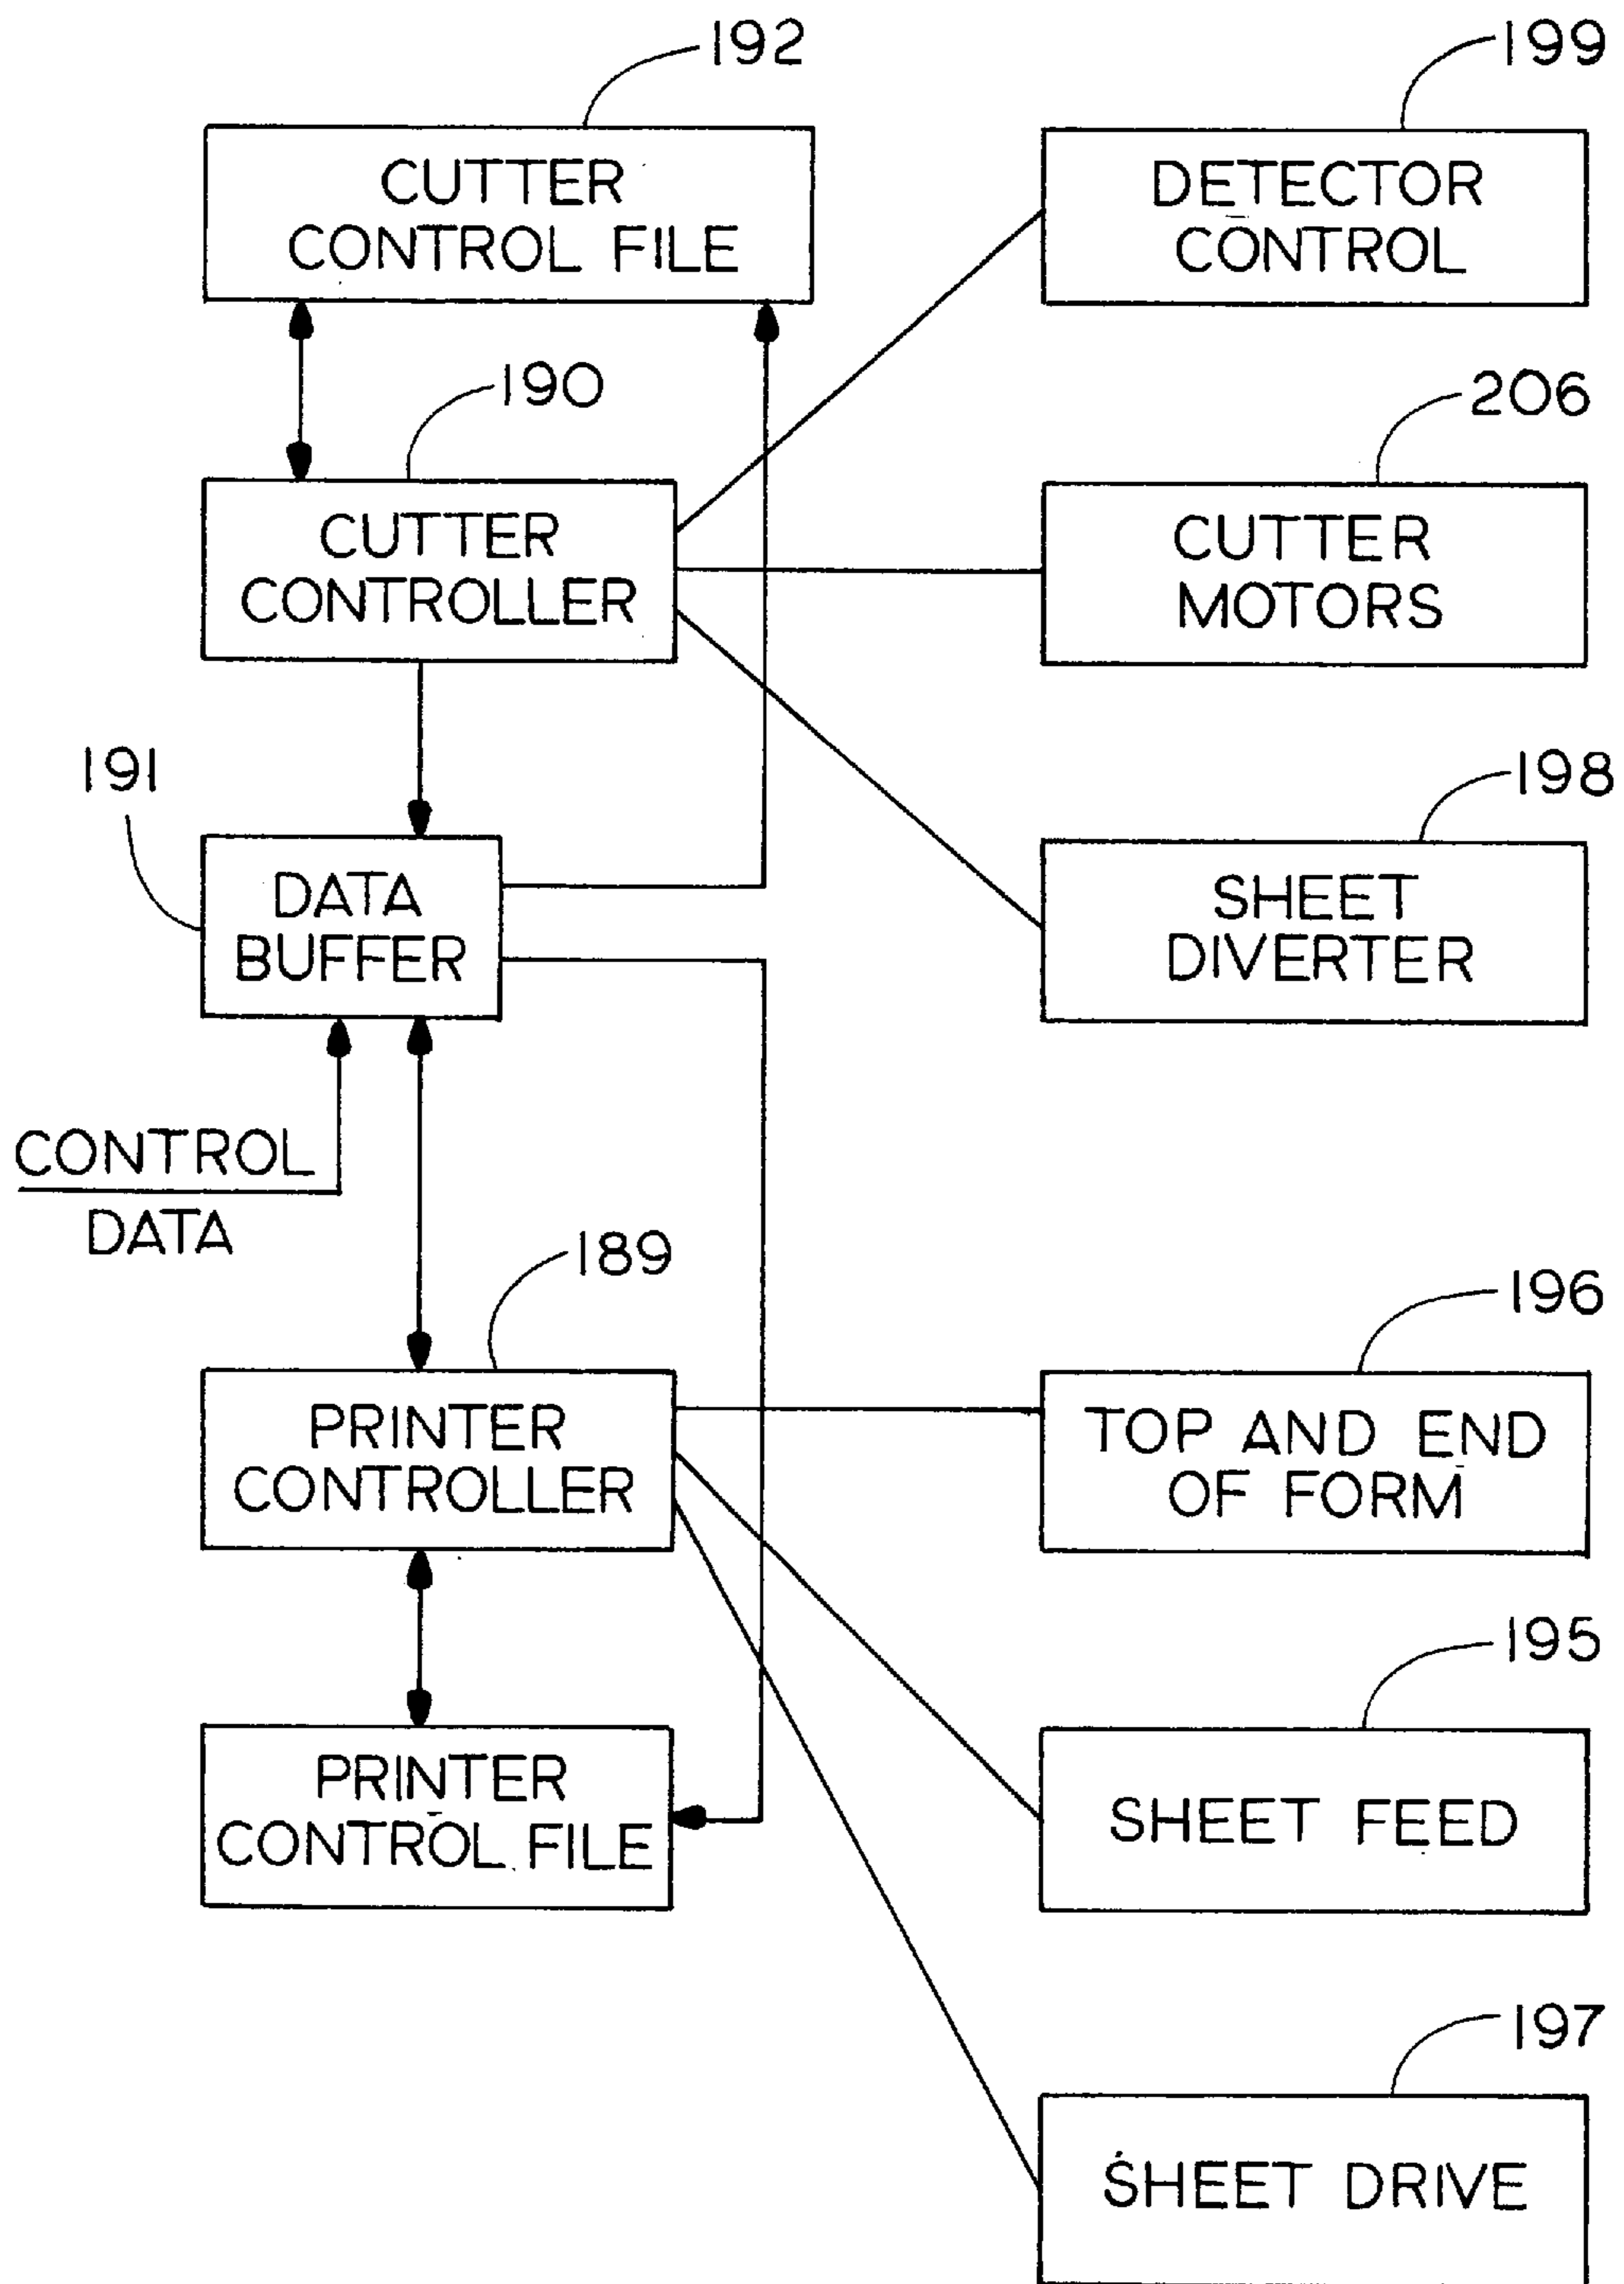 192
199
CUTTER
CONTROL FILE
DETECTOR
CONTROL
190
206
CUTTER
CONTROLLER
CUTTER
MOTORS
191
198
DATA
BUFFER
SHEET
DIVERTER
CONTROL
DATA
189
196
PRINTER
CONTROLLER
TOP AND END
OF FORM
195
PRINTER
CONTROL FILE
SHEET FEED
197
SHEET DRIVE